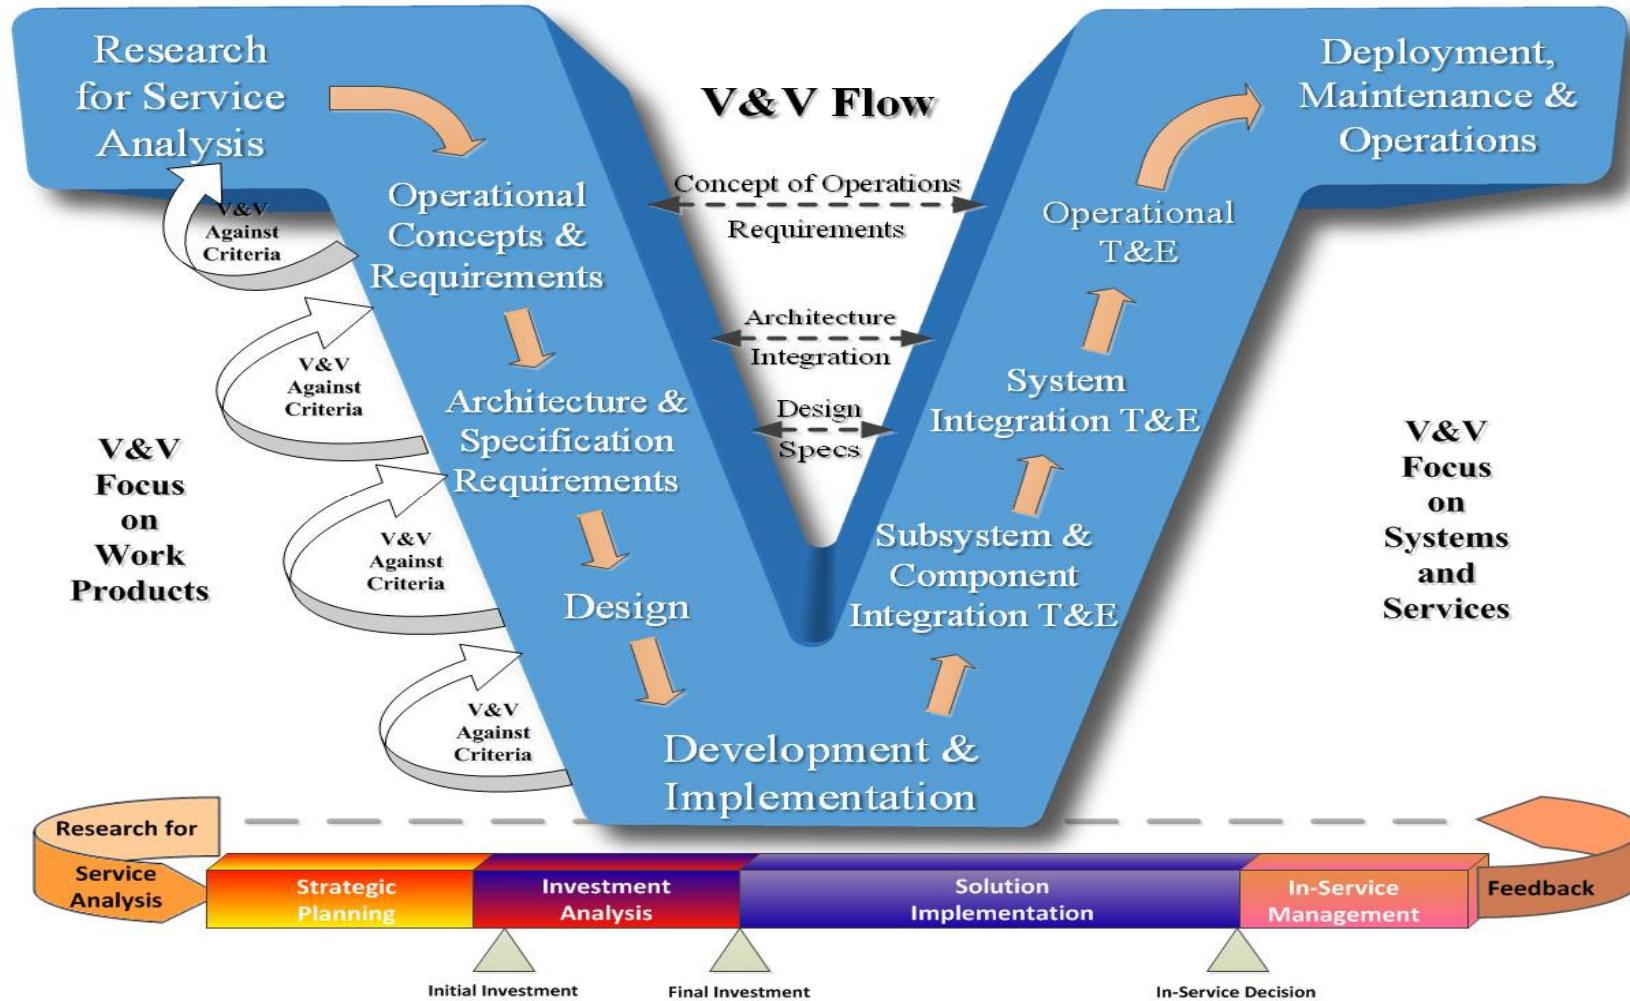 Research
for Service
Analysis
V&V Flow
Deployment,
Maintenance &
Operations
Operational
Concepts &
Requirements
Concept of Operations
Requirements
Operational
T&E
V&V
Against
Criteria
Architecture
Integration
V&V
Against
Criteria
Architecture &
Specification
Requirements
Design
Specs
System
Integration T&E
V&V
Focus
on
Work
Products
V&V
Focus
on
Systems
and
Services
V&V
Against
Criteria
Design
Subsystem &
Component
Integration T&E
V&V
Against
Criteria
Development &
Implementation
Research for
Service
Analysis
Strategic
Planning
Investment
Analysis
Solution
Implementation
In-Service
Management
Feedback
Initial Investment
Final Investment
In-Service Decision